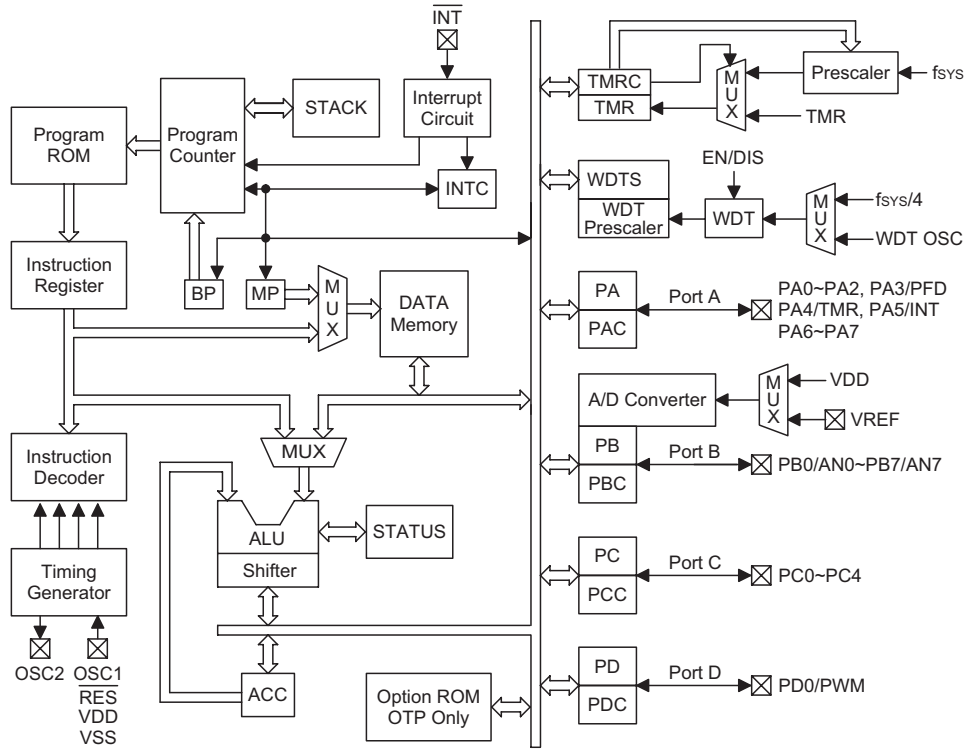 INT
Program
ROM
Program
Counter
STACK
Interrupt
Circuit
INTC
Instruction
Register
BP
MP
MUX
DATA
Memory
MUX
Instruction
Decoder
ALU
Shifter
STATUS
Timing
Generator
OSC2
OSC1
RES
VDD
VSS
ACC
Option ROM
OTP Only
TMRC
TMR
MUX
Prescaler
fSYS
TMR
EN/DIS
WDTS
WDT
Prescaler
WDT
MUX
fSYS/4
WDT OSC
PA
PAC
Port A
PA0~PA2, PA3/PFD
PA4/TMR, PA5/INT
PA6~PA7
A/D Converter
MUX
VDD
VREF
PB
PBC
Port B
PB0/AN0~PB7/AN7
PC
PCC
Port C
PC0~PC4
PD
PDC
Port D
PD0/PWM